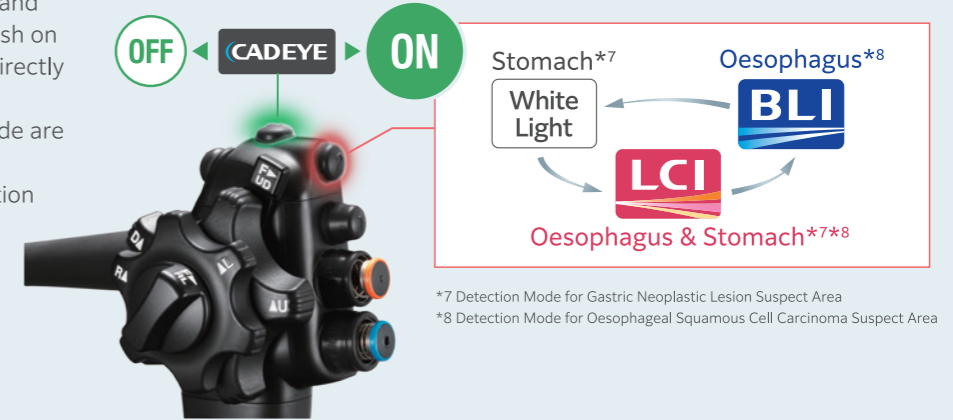 and
sh on
irectly
de are
tion
OFF
CADEYE
ON
Stomach*7
White
Light
Oesophagus*8
BLI
LCI
Oesophagus & Stomach*7*8
F
UD
D▲
R▲
▲L
F
▲U
*7 Detection Mode for Gastric Neoplastic Lesion Suspect Area
*8 Detection Mode for Oesophageal Squamous Cell Carcinoma Suspect Area